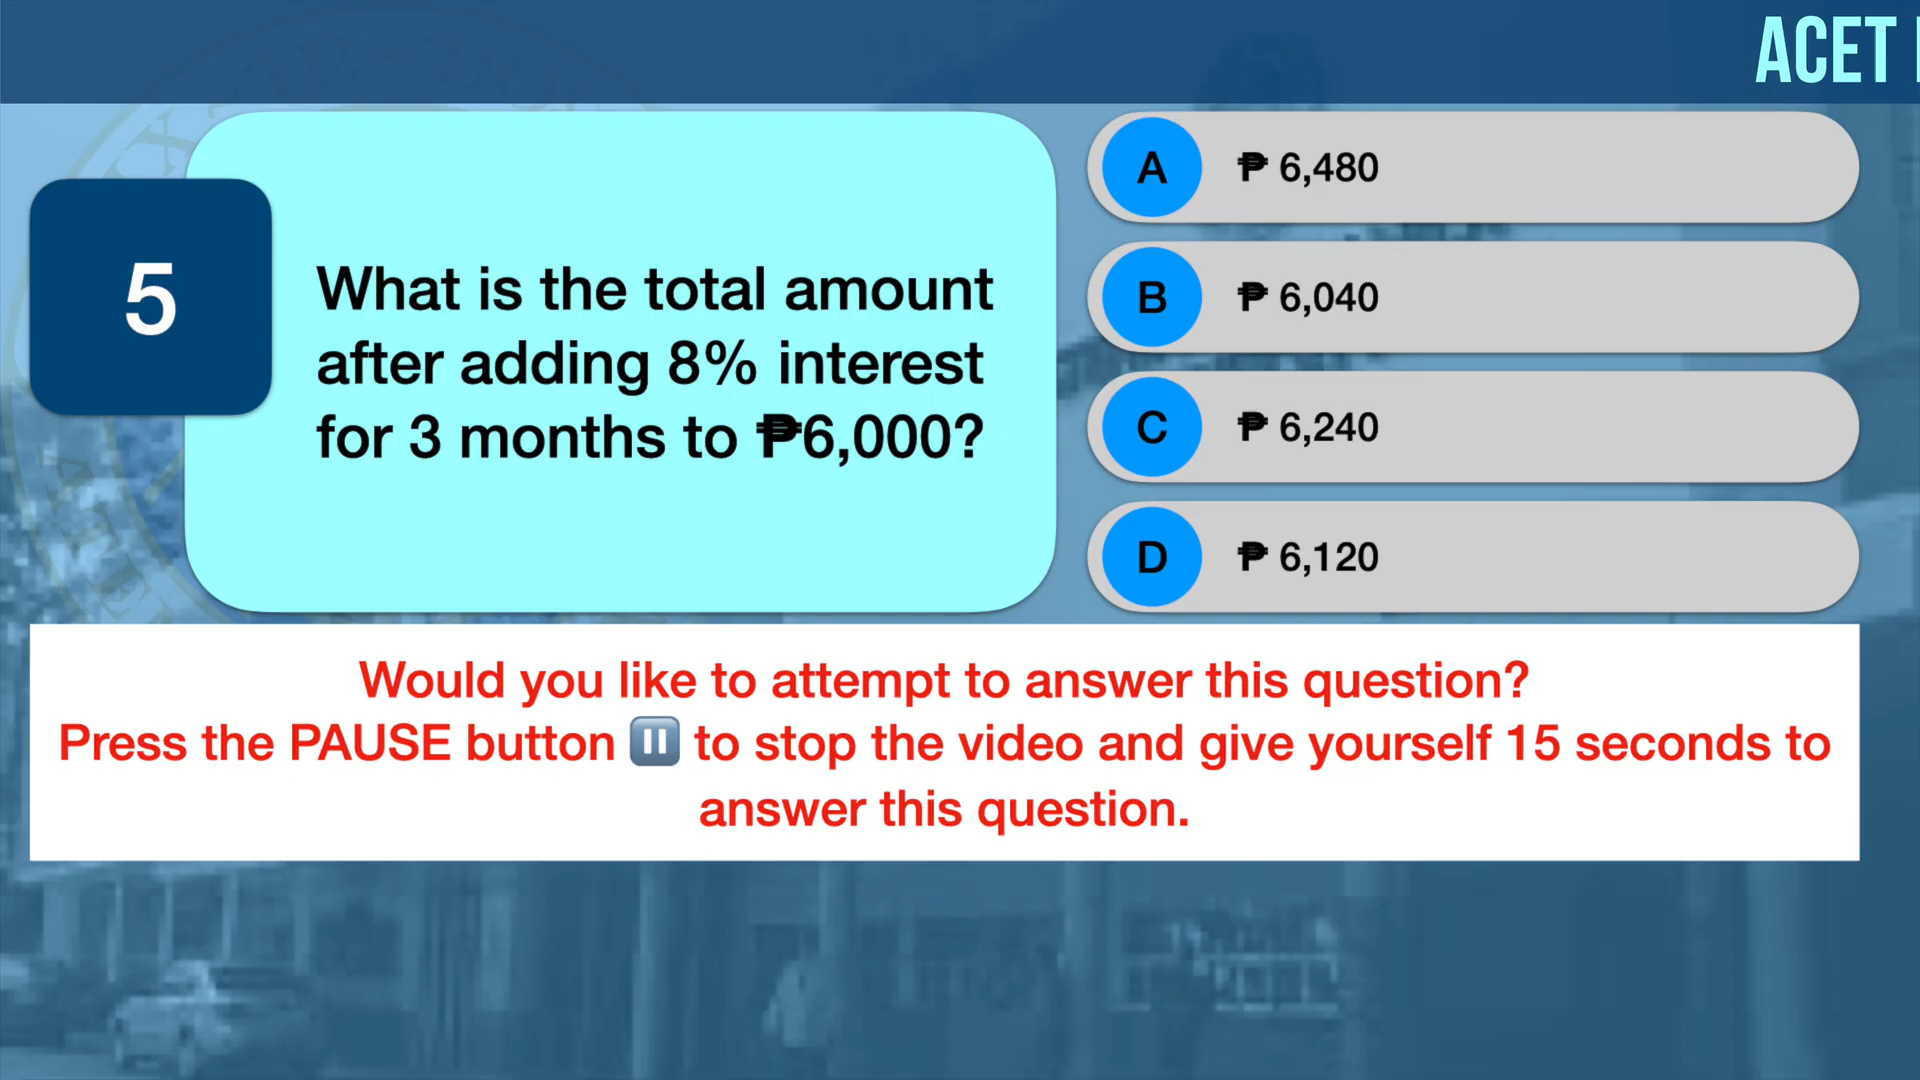 ACET
5
What is the total amount
after adding 8% interest
for 3 months to ₱6,000?
A
₱ 6,480
B
₱ 6,040
C
₱ 6,240
D
₱ 6,120
Would you like to attempt to answer this question?
Press the PAUSE button ⏸ to stop the video and give yourself 15 seconds to
answer this question.